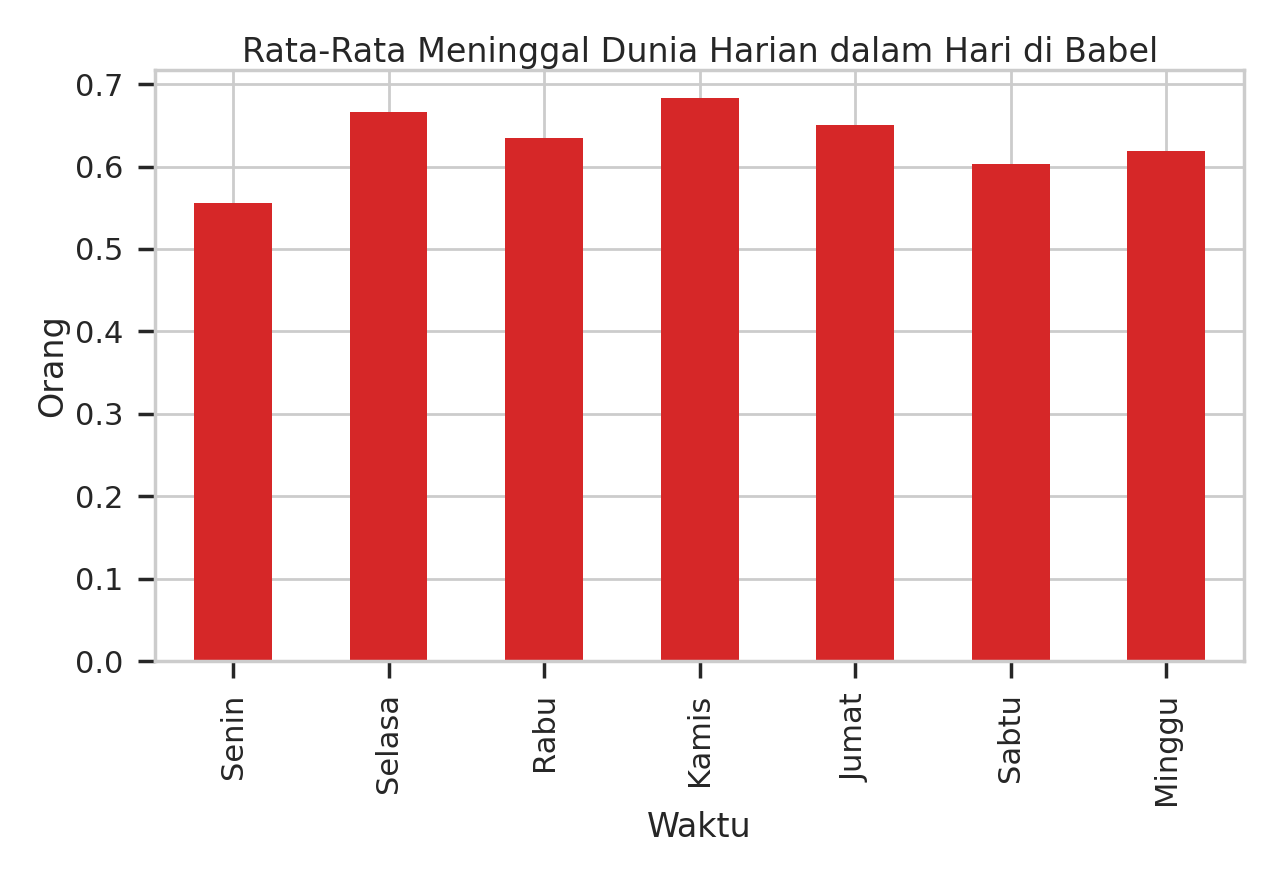 Rata-Rata Meninggal Dunia Harian dalam Hari di Babel
0.7
0.6
0.5
0.4
0.3
0.2
0.1
0.0
Orang
Senin
Selasa
Rabu
Kamis
Jumat
Sabtu
Minggu
Waktu